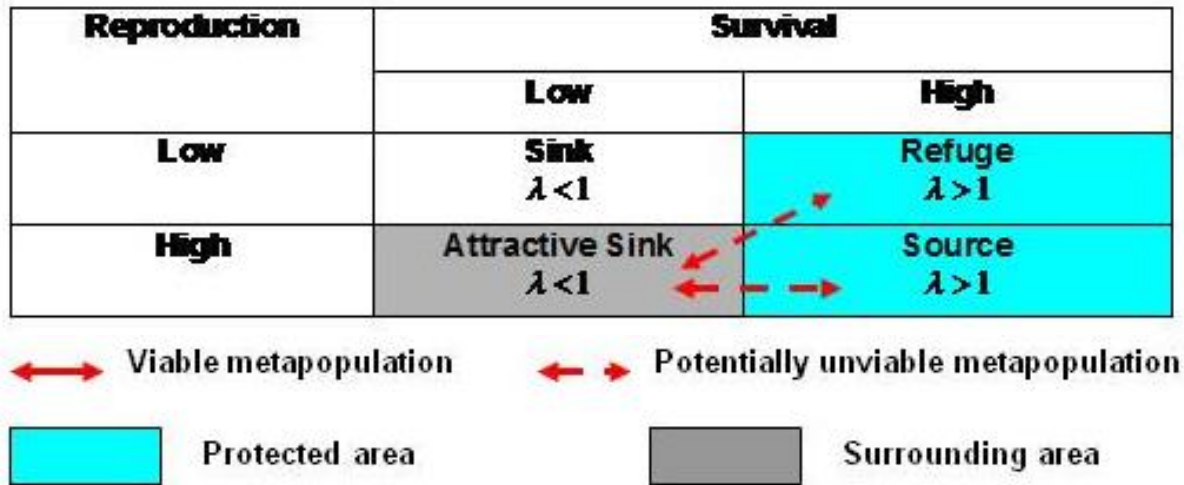 Reproduction
Survival
Low
High
Low
Sink
λ<1
Refuge
λ>1
High
Attractive Sink
λ<1
Source
λ>1
Viable metapopulation
Potentially unviable metapopulation
Protected area
Surrounding area